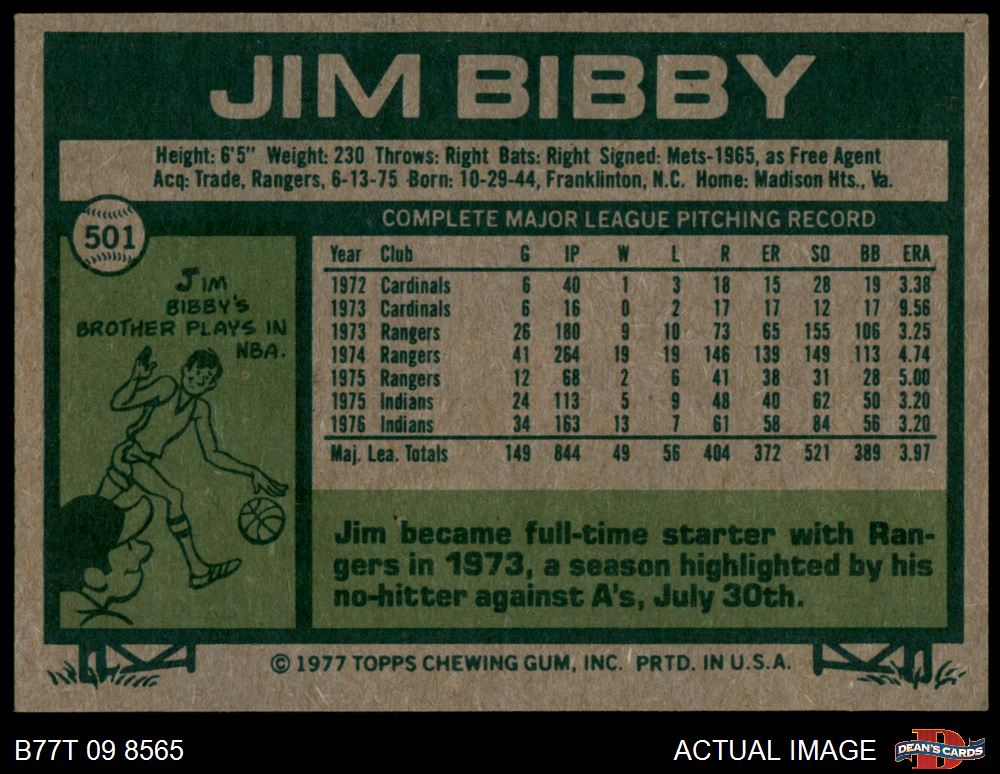 JIM BIBBY
Height: 6'5" Weight: 230 Throws: Right Bats: Right Signed: Mets-1965, as Free Agent
Acq: Trade, Rangers, 6-13-75 Born: 10-29-44, Franklinton, N.C. Home: Madison Hts., Va.
501
COMPLETE MAJOR LEAGUE PITCHING RECORD
JIM
BIBBY'S
BROTHER PLAYS IN
NBA.
Year Club G IP W L R ER SO BB ERA
1972 Cardinals 6 40 1 3 18 15 28 19 3.38
1973 Cardinals 6 16 0 2 17 17 12 17 9.56
1973 Rangers 26 180 9 10 73 65 155 106 3.25
1974 Rangers 41 264 19 19 146 139 149 113 4.74
1975 Rangers 12 68 2 6 41 38 31 28 5.00
1975 Indians 24 113 5 9 48 40 62 50 3.20
1976 Indians 34 163 13 7 61 58 84 56 3.20
Maj. Lea. Totals 149 844 49 56 404 372 521 389 3.97
Jim became full-time starter with Ran-
gers in 1973, a season highlighted by his
no-hitter against A's, July 30th.
© 1977 TOPPS CHEWING GUM, INC. PRTD. IN U.S.A.
B77T 09 8565
ACTUAL IMAGE
D
DEAN'S CARDS